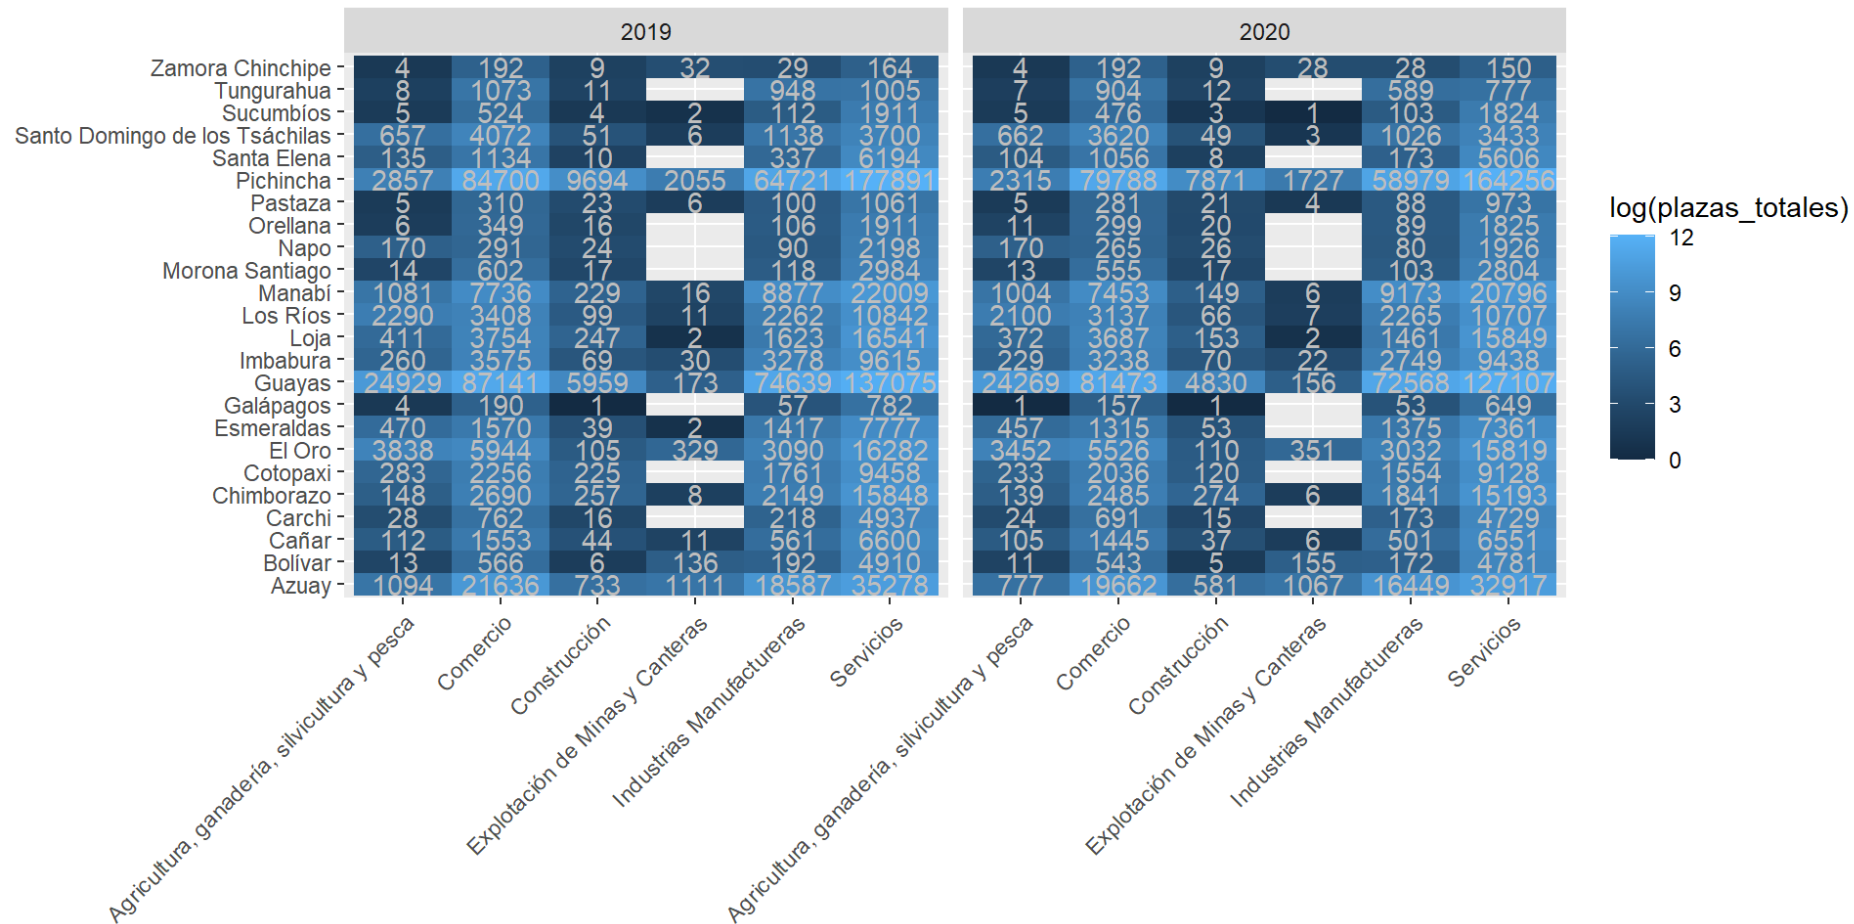 2019 2020
Zamora Chinchipe 4 192 9 32 29 164 4 192 9 28 28 150
Tungurahua 8 1073 11 948 1005 7 904 12 589 777
Sucumbíos 5 524 4 2 112 1911 5 476 3 1 103 1824
Santo Domingo de los Tsáchilas 657 4072 51 6 1138 3700 662 3620 49 3 1026 3433
Santa Elena 135 1134 10 337 6194 104 1056 8 173 5606
Pichincha 2857 84700 9694 2055 64721 177891 2315 79788 7871 1727 58979 164256
Pastaza 5 310 23 6 100 1061 5 281 21 4 88 973
Orellana 6 349 16 106 1911 11 299 20 89 1825
Napo 170 291 24 90 2198 170 265 26 80 1926
Morona Santiago 14 602 17 118 2984 13 555 17 103 2804
Manabí 1081 7736 229 16 8877 22009 1004 7453 149 6 9173 20796
Los Ríos 2290 3408 99 11 2262 10842 2100 3137 66 7 2265 10707
Loja 411 3754 247 2 1623 16541 372 3687 153 2 1461 15849
Imbabura 260 3575 69 30 3278 9615 229 3238 70 22 2749 9438
Guayas 24929 87141 5959 173 74639 137075 24269 81473 4830 156 72568 127107
Galápagos 4 190 1 57 782 1 157 1 53 649
Esmeraldas 470 1570 39 2 1417 7777 457 1315 53 1375 7361
El Oro 3838 5944 105 329 3090 16282 3452 5526 110 351 3032 15819
Cotopaxi 283 2256 225 1761 9458 233 2036 120 1554 9128
Chimborazo 148 2690 257 8 2149 15848 139 2485 274 6 1841 15193
Carchi 28 762 16 218 4937 24 691 15 173 4729
Cañar 112 1553 44 11 561 6600 105 1445 37 6 501 6551
Bolívar 13 566 6 136 192 4910 11 543 5 155 172 4781
Azuay 1094 21636 733 1111 18587 35278 777 19662 581 1067 16449 32917
Agricultura, ganadería, silvicultura y pesca
Comercio
Construcción
Explotación de Minas y Canteras
Industrias Manufactureras
Servicios
Agricultura, ganadería, silvicultura y pesca
Comercio
Construcción
Explotación de Minas y Canteras
Industrias Manufactureras
Servicios
log(plazas_totales)
12
9
6
3
0